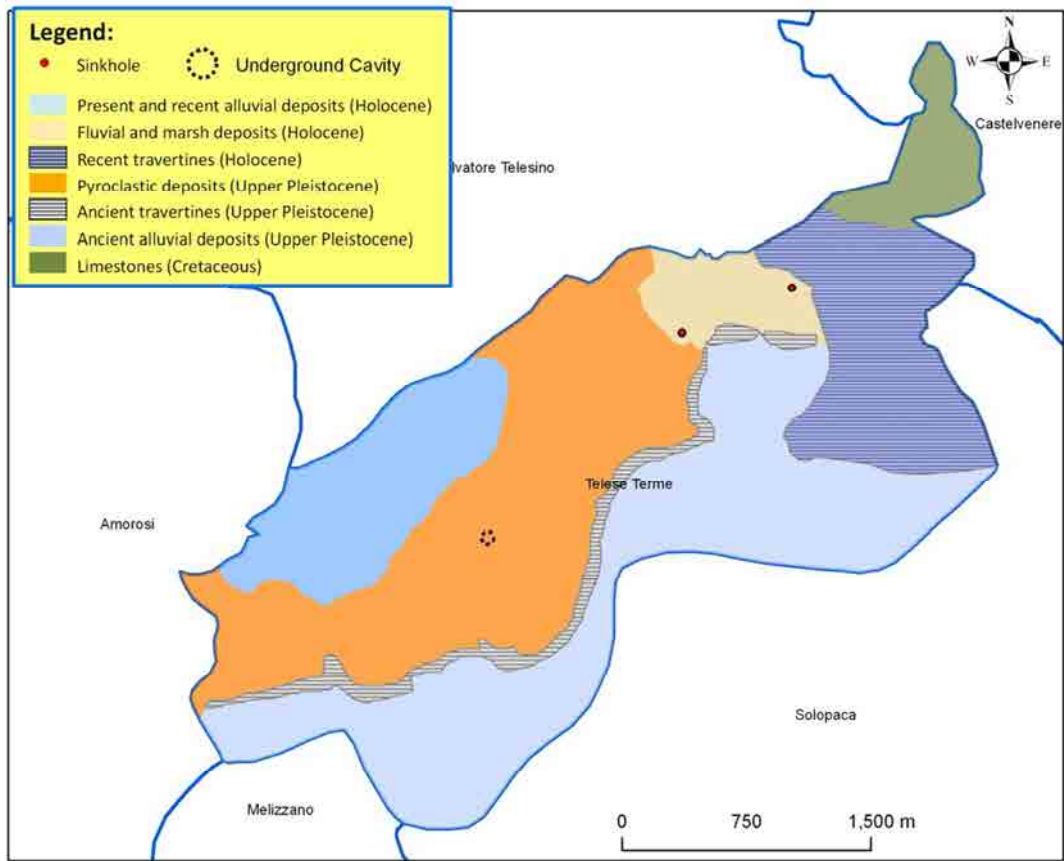 Legend:
Sinkhole
Underground Cavity
Present and recent alluvial deposits (Holocene)
Fluvial and marsh deposits (Holocene)
Recent travertines (Holocene)
Pyroclastic deposits (Upper Pleistocene)
Ancient travertines (Upper Pleistocene)
Ancient alluvial deposits (Upper Pleistocene)
Limestones (Cretaceous)
N
W E
S
Castelvenere
lvatore Telesino
Telese Terme
Amorosi
Solopaca
Melizzano
0 750 1,500 m